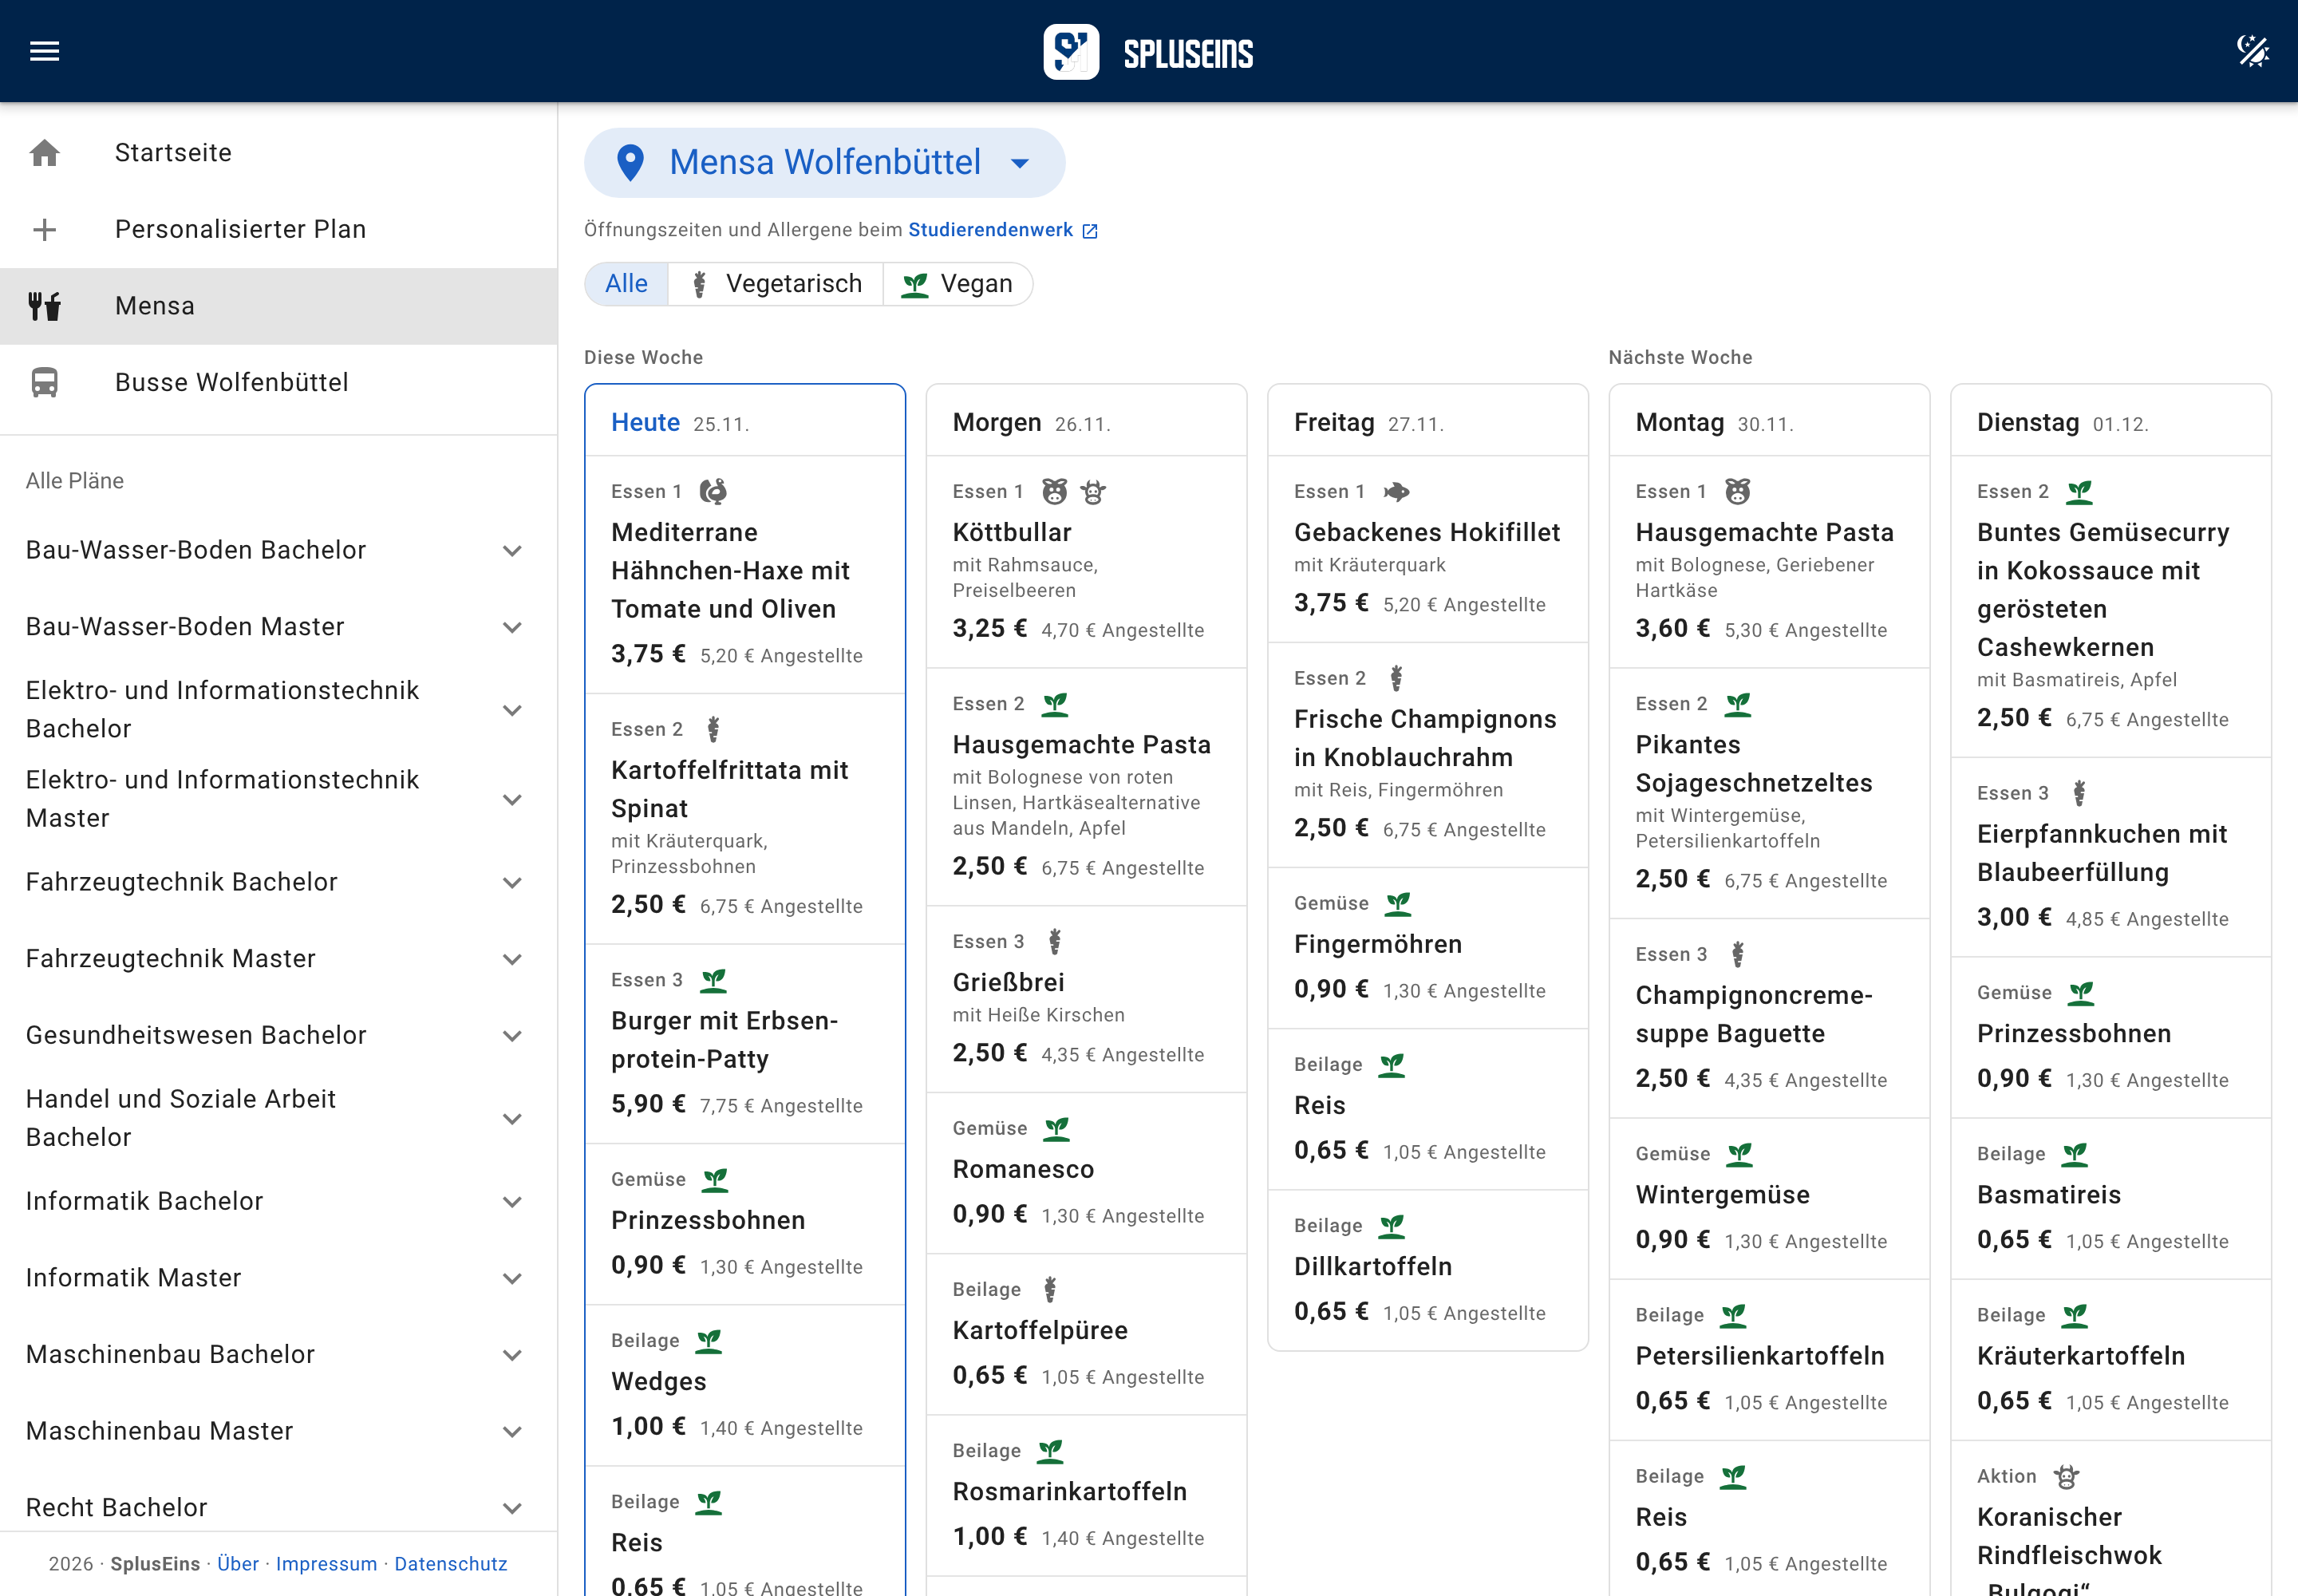 SPLUSEINS
Startseite
Personalisierter Plan
Mensa
Busse Wolfenbüttel
Alle Pläne
Bau-Wasser-Boden Bachelor
Bau-Wasser-Boden Master
Elektro- und Informationstechnik
Bachelor
Elektro- und Informationstechnik
Master
Fahrzeugtechnik Bachelor
Fahrzeugtechnik Master
Gesundheitswesen Bachelor
Handel und Soziale Arbeit
Bachelor
Informatik Bachelor
Informatik Master
Maschinenbau Bachelor
Maschinenbau Master
Recht Bachelor
2026 · SplusEins · Über · Impressum · Datenschutz
Mensa Wolfenbüttel
Öffnungszeiten und Allergene beim Studierendenwerk
Alle
Vegetarisch
Vegan
Diese Woche
Heute 25.11.
Essen 1
Mediterrane
Hähnchen-Haxe mit
Tomate und Oliven
3,75 € 5,20 € Angestellte
Essen 2
Kartoffelfrittata mit
Spinat
mit Kräuterquark,
Prinzessbohnen
2,50 € 6,75 € Angestellte
Essen 3
Burger mit Erbsen-
protein-Patty
5,90 € 7,75 € Angestellte
Gemüse
Prinzessbohnen
0,90 € 1,30 € Angestellte
Beilage
Wedges
1,00 € 1,40 € Angestellte
Beilage
Reis
0,65 € 1,05 € Angestellte
Morgen 26.11.
Essen 1
Köttbullar
mit Rahmsauce,
Preiselbeeren
3,25 € 4,70 € Angestellte
Essen 2
Hausgemachte Pasta
mit Bolognese von roten
Linsen, Hartkäsealternative
aus Mandeln, Apfel
2,50 € 6,75 € Angestellte
Essen 3
Grießbrei
mit Heiße Kirschen
2,50 € 4,35 € Angestellte
Gemüse
Romanesco
0,90 € 1,30 € Angestellte
Beilage
Kartoffelpüree
0,65 € 1,05 € Angestellte
Beilage
Rosmarinkartoffeln
1,00 € 1,40 € Angestellte
Freitag 27.11.
Essen 1
Gebackenes Hokifillet
mit Kräuterquark
3,75 € 5,20 € Angestellte
Essen 2
Frische Champignons
in Knoblauchrahm
mit Reis, Fingermöhren
2,50 € 6,75 € Angestellte
Gemüse
Fingermöhren
0,90 € 1,30 € Angestellte
Beilage
Reis
0,65 € 1,05 € Angestellte
Beilage
Dillkartoffeln
0,65 € 1,05 € Angestellte
Nächste Woche
Montag 30.11.
Essen 1
Hausgemachte Pasta
mit Bolognese, Geriebener
Hartkäse
3,60 € 5,30 € Angestellte
Essen 2
Pikantes
Sojageschnetzeltes
mit Wintergemüse,
Petersilienkartoffeln
2,50 € 6,75 € Angestellte
Essen 3
Champignoncreme-
suppe Baguette
2,50 € 4,35 € Angestellte
Gemüse
Wintergemüse
0,90 € 1,30 € Angestellte
Beilage
Petersilienkartoffeln
0,65 € 1,05 € Angestellte
Beilage
Reis
0,65 € 1,05 € Angestellte
Dienstag 01.12.
Essen 2
Buntes Gemüsecurry
in Kokossauce mit
gerösteten
Cashewkernen
mit Basmatireis, Apfel
2,50 € 6,75 € Angestellte
Essen 3
Eierpfannkuchen mit
Blaubeerfüllung
3,00 € 4,85 € Angestellte
Gemüse
Prinzessbohnen
0,90 € 1,30 € Angestellte
Beilage
Basmatireis
0,65 € 1,05 € Angestellte
Beilage
Kräuterkartoffeln
0,65 € 1,05 € Angestellte
Aktion
Koranischer
Rindfleischwok
„Bulgogi“